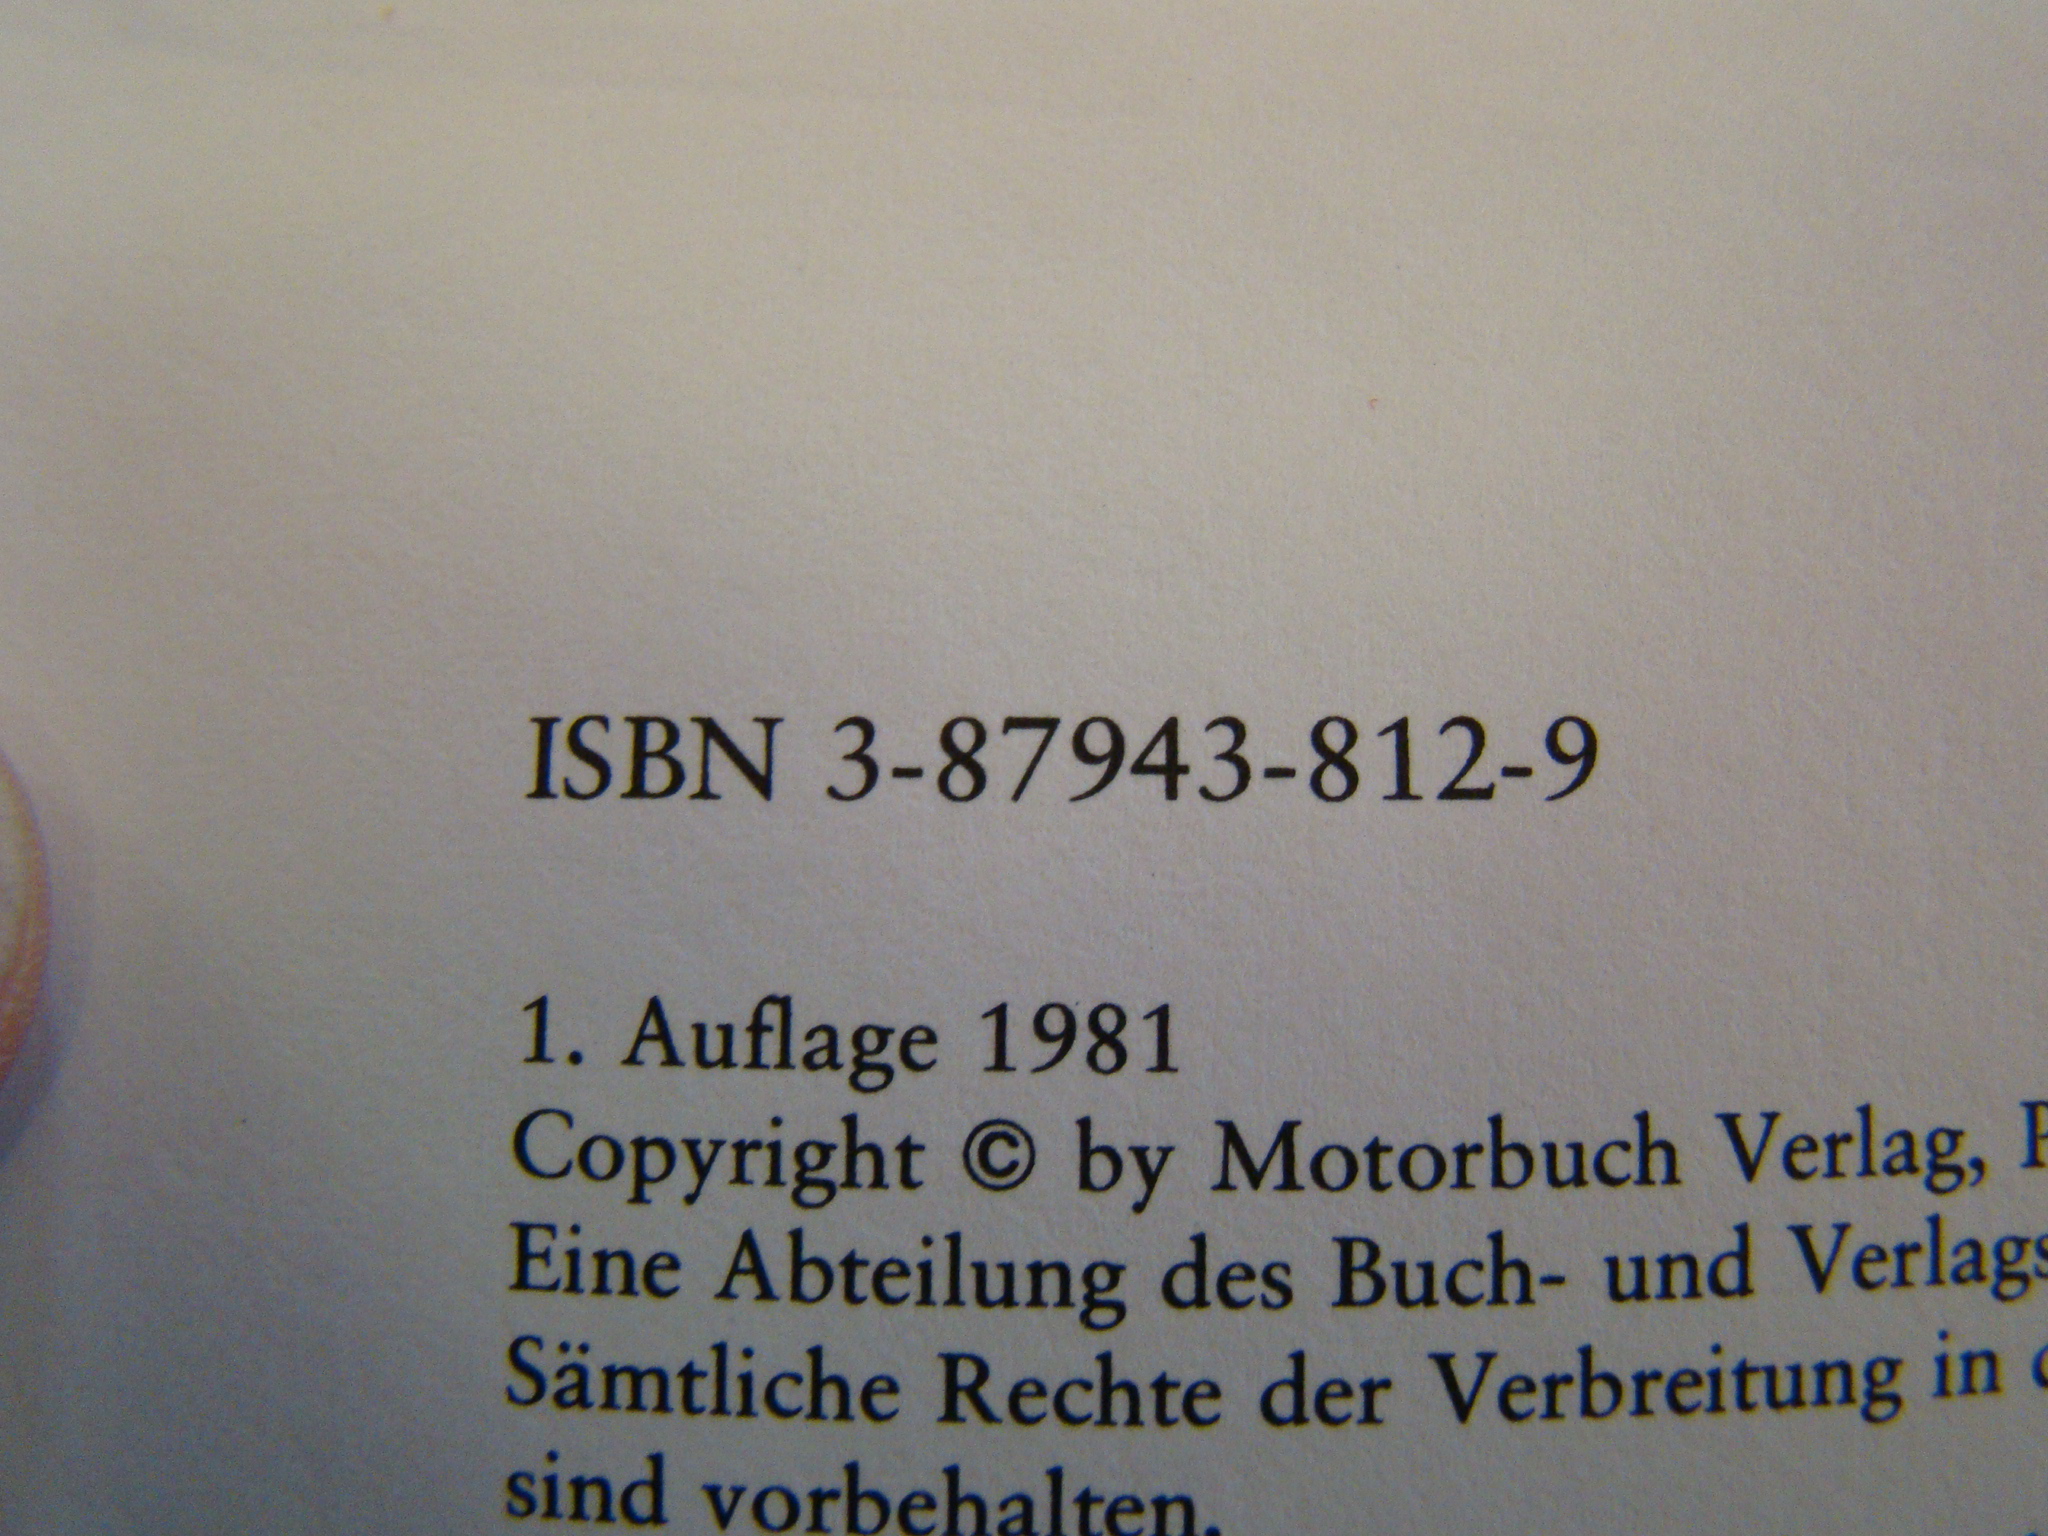 ISBN 3-87943-812-9
1. Auflage 1981
Copyright © by Motorbuch Verlag,
Eine Abteilung des Buch- und Verlags
Sämtliche Rechte der Verbreitung in
sind vorbehalten.